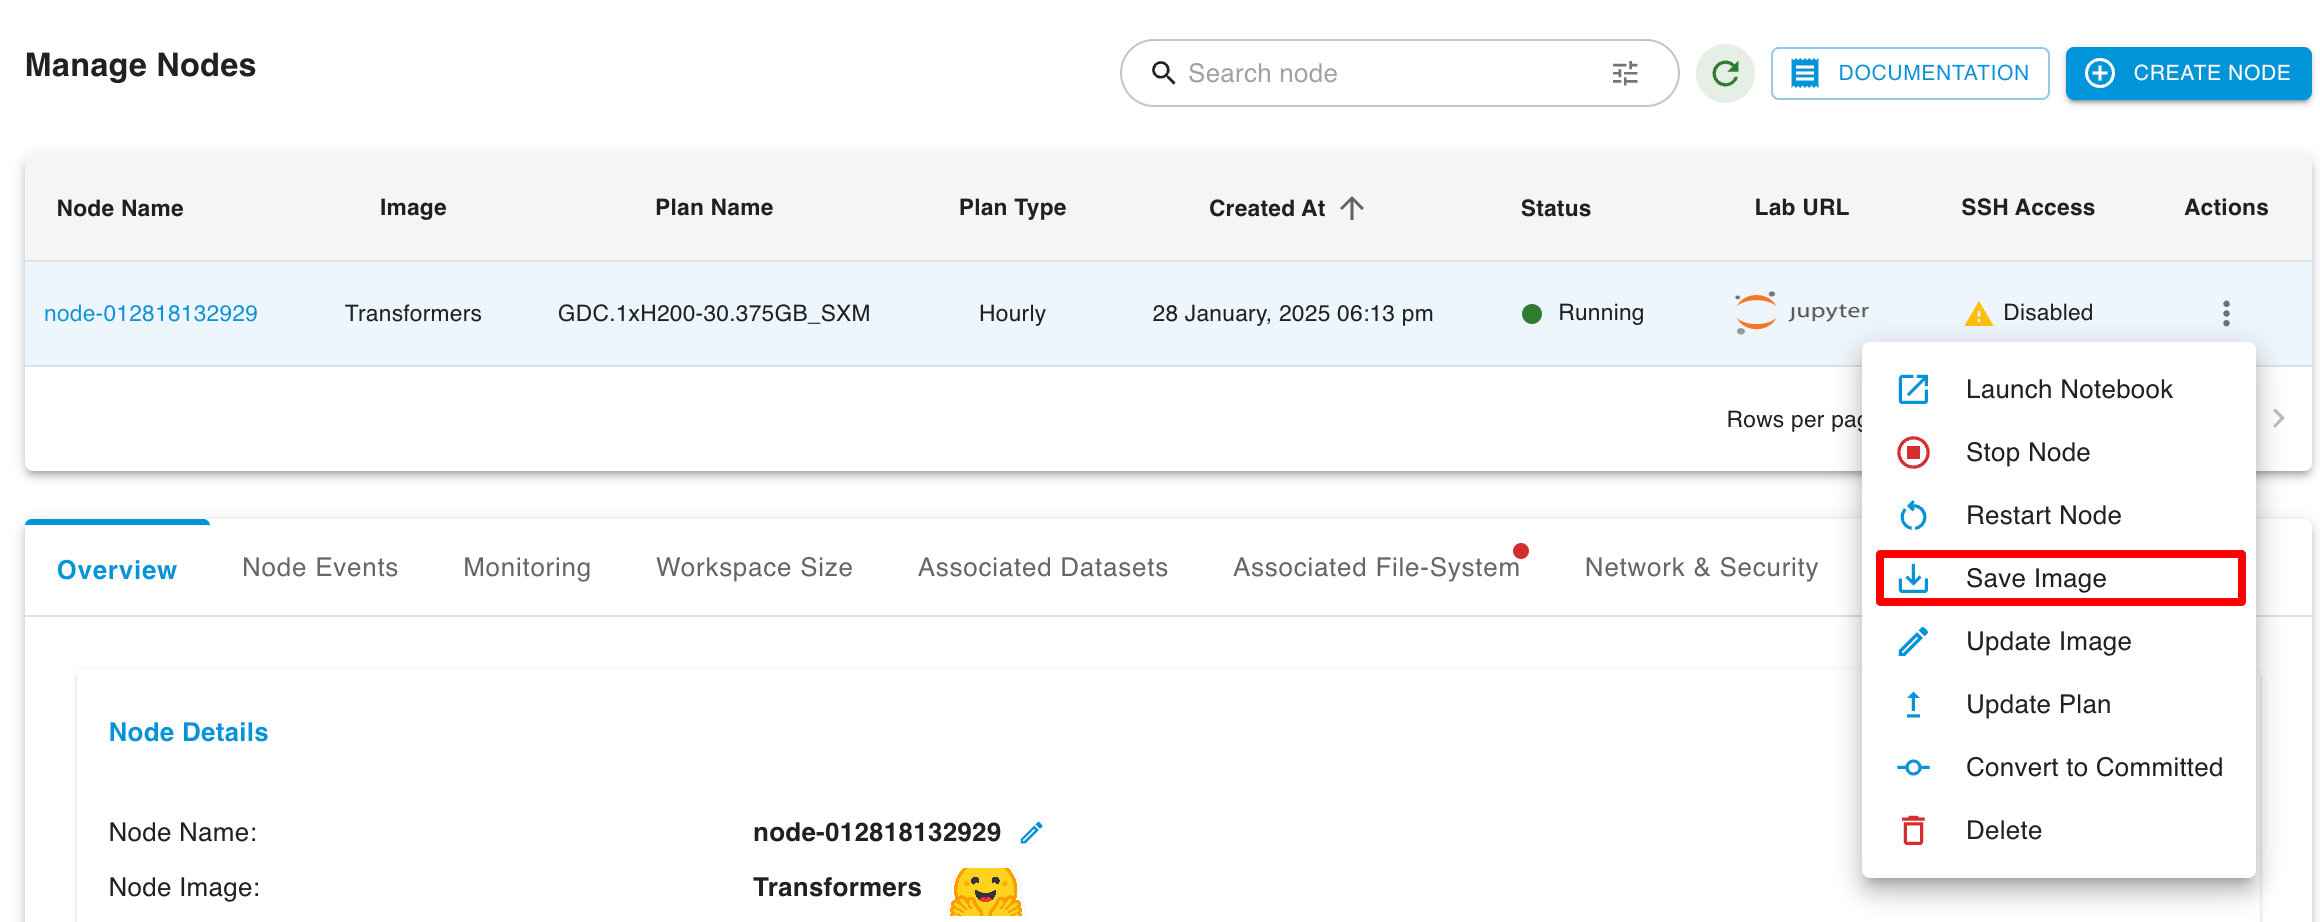 Manage Nodes
Search node
DOCUMENTATION
CREATE NODE
Node Name Image Plan Name Plan Type Created At Status Lab URL SSH Access Actions
node-012818132929 Transformers GDC.1xH200-30.375GB_SXM Hourly 28 January, 2025 06:13 pm Running jupyter Disabled
Rows per
Launch Notebook
Stop Node
Restart Node
Save Image
Update Image
Update Plan
Convert to Committed
Delete
Overview Node Events Monitoring Workspace Size Associated Datasets Associated File-System Network & Security
Node Details
Node Name: node-012818132929
Node Image: Transformers